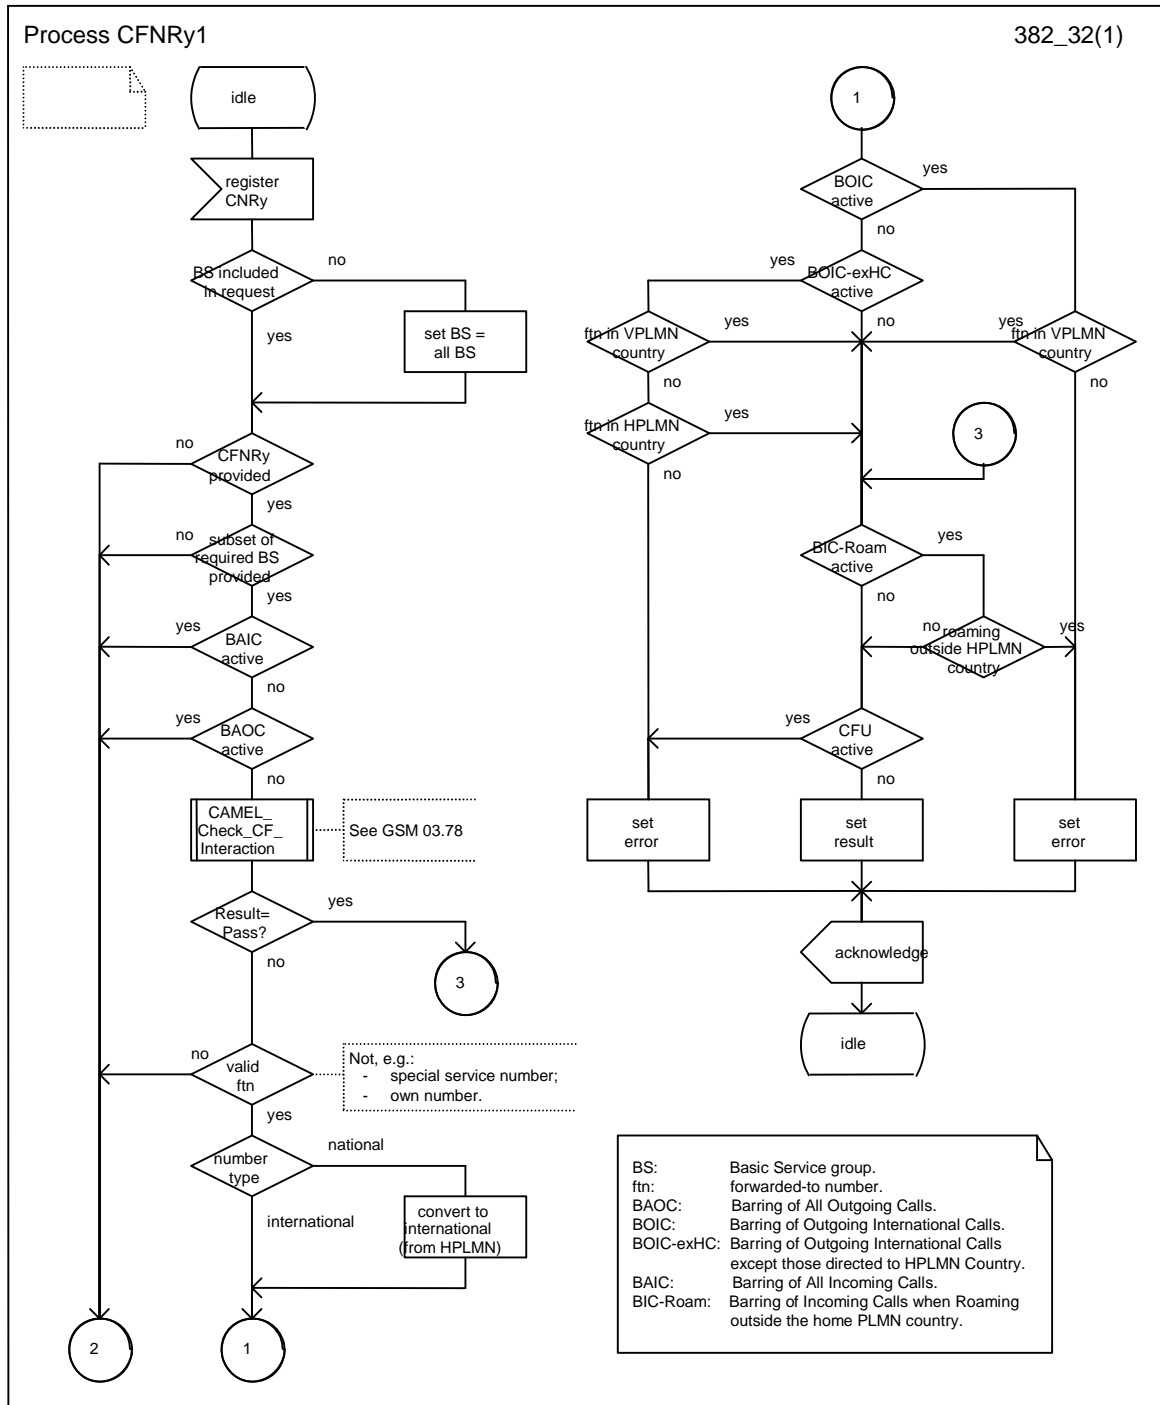 Process CFNRy1
382_32(1)
idle
register
CNRy
BS included
in request
no
yes
set BS =
all BS
no
CFNRy
provided
yes
no
subset of
required BS
provided
yes
yes
BAIC
active
no
yes
BAOC
active
no
CAMEL_
Check_CF_
Interaction
See GSM 03.78
Result=
Pass?
yes
no
3
no
valid
ftn
Not, e.g.:
- special service number;
- own number.
yes
number
type
national
international
convert to
international
(from HPLMN)
2
1
1
BOIC
active
yes
no
yes
BOIC-exHC
active
no
ftn in VPLMN
country
yes
no
yes
ftn in VPLMN
country
no
ftn in HPLMN
country
yes
no
3
BIC-Roam
active
yes
no
no
roaming
outside HPLMN
country
yes
yes
CFU
active
no
set
error
set
result
set
error
acknowledge
idle
BS: Basic Service group.
ftn: forwarded-to number.
BAOC: Barring of All Outgoing Calls.
BOIC: Barring of Outgoing International Calls.
BOIC-exHC: Barring of Outgoing International Calls
except those directed to HPLMN Country.
BAIC: Barring of All Incoming Calls.
BIC-Roam: Barring of Incoming Calls when Roaming
outside the home PLMN country.